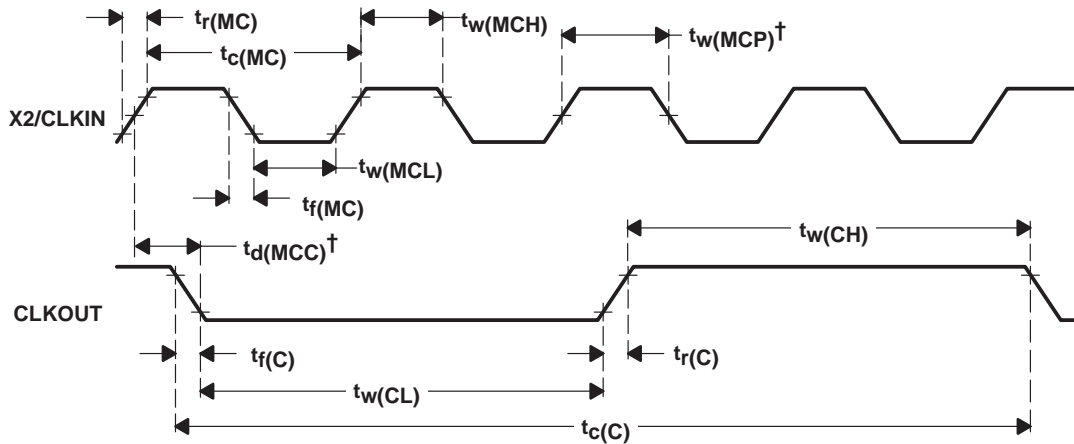 tr(MC)
tw(MCH)
tw(MCP)†
tc(MC)
X2/CLKIN
tw(MCL)
tf(MC)
tw(CH)
td(MCC)†
CLKOUT
tf(C)
tr(C)
tw(CL)
tc(C)